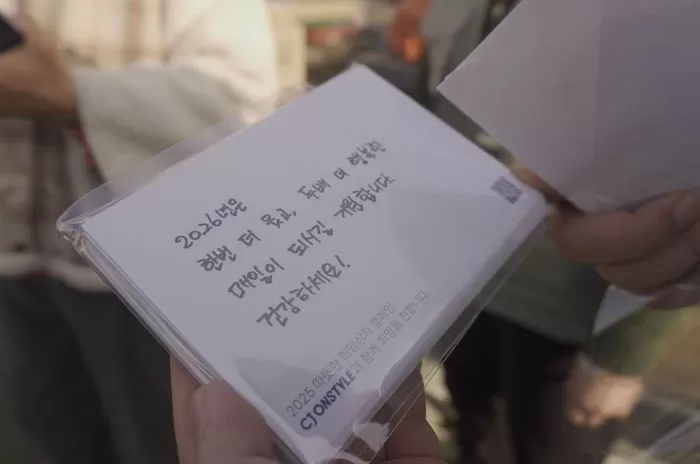 2026년은
한번 더 웃고, 두배 더 행복한
매일이 되시길 기원합니다
건강하세요!
2025 따뜻한 희망상자 캠페인
CJ ONSTYLE과 함께 희망을 전합니다.